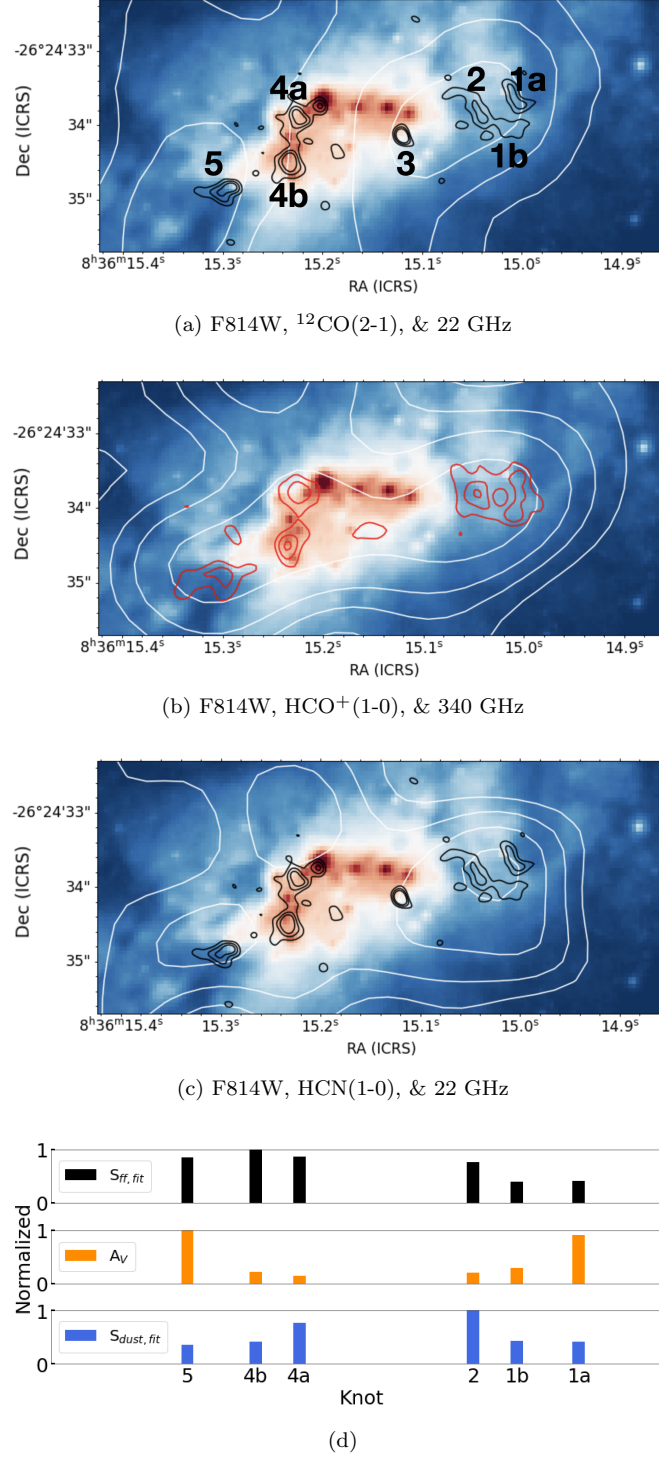 -26°24'33"
34"
35"
Dec (ICRS)
4a
2
1a
5
4b
3
1b
8ʰ36ᵐ15.4ˢ 15.3ˢ 15.2ˢ 15.1ˢ 15.0ˢ 14.9ˢ
RA (ICRS)
(a) F814W, ¹²CO(2-1), & 22 GHz
-26°24'33"
34"
35"
Dec (ICRS)
8ʰ36ᵐ15.4ˢ 15.3ˢ 15.2ˢ 15.1ˢ 15.0ˢ 14.9ˢ
RA (ICRS)
(b) F814W, HCO⁺(1-0), & 340 GHz
-26°24'33"
34"
35"
Dec (ICRS)
8ʰ36ᵐ15.4ˢ 15.3ˢ 15.2ˢ 15.1ˢ 15.0ˢ 14.9ˢ
RA (ICRS)
(c) F814W, HCN(1-0), & 22 GHz
Normalized
1
S_ff,fit
0
1
A_V
0
1
S_dust,fit
0
5 4b 4a 2 1b 1a
Knot
(d)